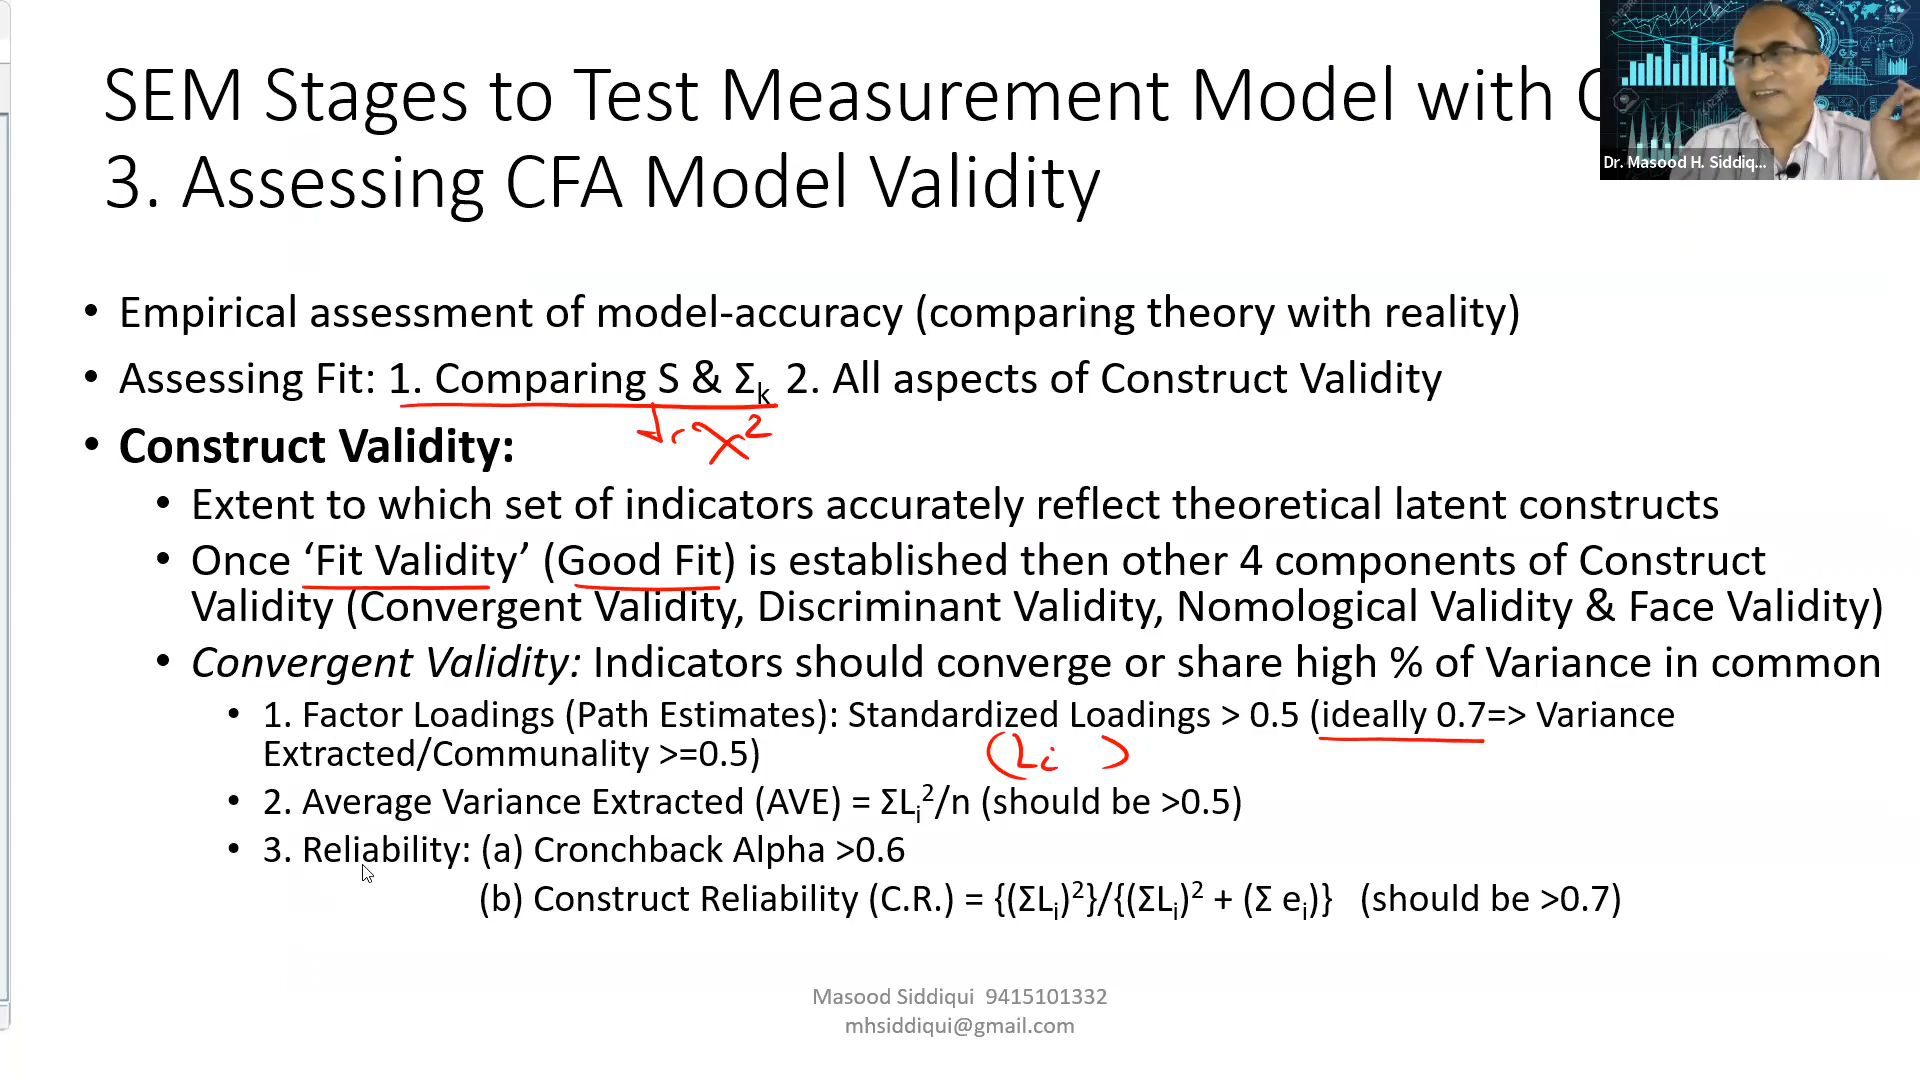 SEM Stages to Test Measurement Model with
3. Assessing CFA Model Validity
Dr. Masood H. Siddiq...
• Empirical assessment of model-accuracy (comparing theory with reality)
• Assessing Fit: 1. Comparing S & Σk 2. All aspects of Construct Validity
χ²
• Construct Validity:
• Extent to which set of indicators accurately reflect theoretical latent constructs
• Once ‘Fit Validity’ (Good Fit) is established then other 4 components of Construct
Validity (Convergent Validity, Discriminant Validity, Nomological Validity & Face Validity)
• Convergent Validity: Indicators should converge or share high % of Variance in common
• 1. Factor Loadings (Path Estimates): Standardized Loadings > 0.5 (ideally 0.7=> Variance
Extracted/Communality >=0.5)
(Li )
• 2. Average Variance Extracted (AVE) = ΣLi²/n (should be >0.5)
• 3. Reliability: (a) Cronchback Alpha >0.6
(b) Construct Reliability (C.R.) = {(ΣLi)²}/{(ΣLi)² + (Σ ei)} (should be >0.7)
Masood Siddiqui 9415101332
mhsiddiqui@gmail.com